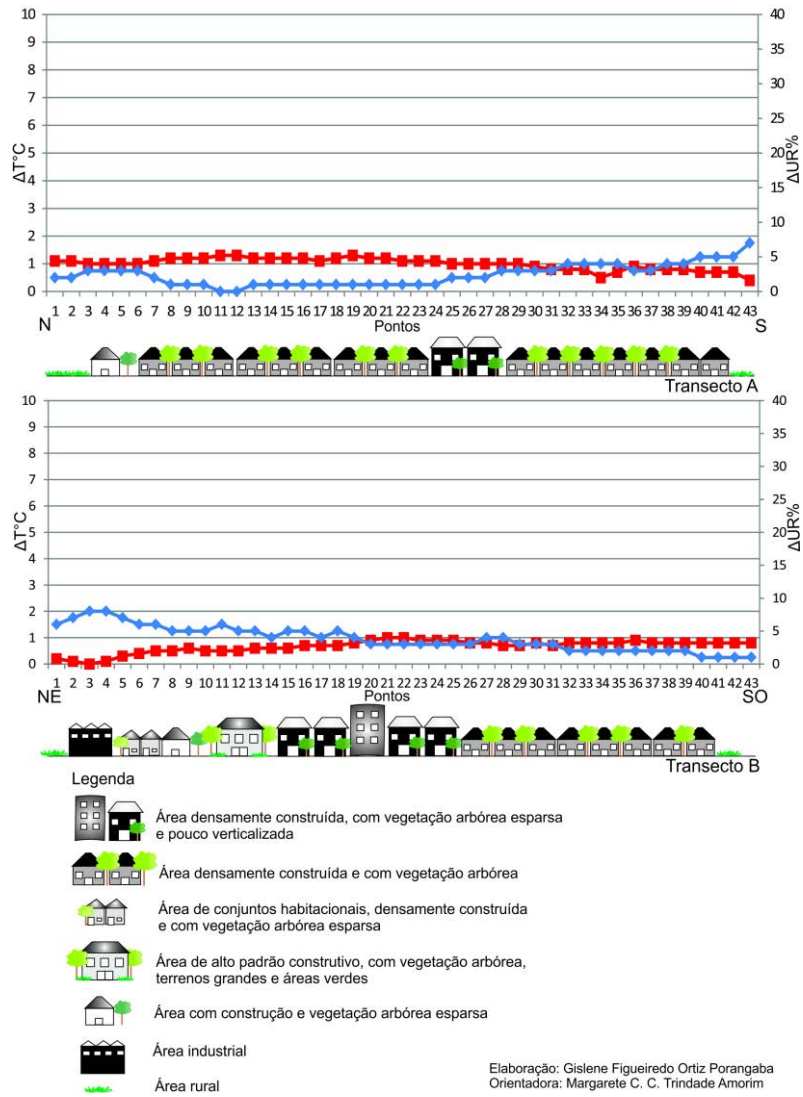 10
9
8
7
6
5
4
3
2
1
0
ΔT°C
40
35
30
25
20
15
10
5
0
ΔUR%
1 2 3 4 5 6 7 8 9 10 11 12 13 14 15 16 17 18 19 20 21 22 23 24 25 26 27 28 29 30 31 32 33 34 35 36 37 38 39 40 41 42 43
N Pontos S
Transecto A
10
9
8
7
6
5
4
3
2
1
0
ΔT°C
40
35
30
25
20
15
10
5
0
ΔUR%
1 2 3 4 5 6 7 8 9 10 11 12 13 14 15 16 17 18 19 20 21 22 23 24 25 26 27 28 29 30 31 32 33 34 35 36 37 38 39 40 41 42 43
NE Pontos SO
Transecto B
Legenda
Área densamente construída, com vegetação arbórea esparsa
e pouco verticalizada
Área densamente construída e com vegetação arbórea
Área de conjuntos habitacionais, densamente construída
e com vegetação arbórea esparsa
Área de alto padrão construtivo, com vegetação arbórea,
terrenos grandes e áreas verdes
Área com construção e vegetação arbórea esparsa
Área industrial
Área rural
Elaboração: Gislene Figueiredo Ortiz Porangaba
Orientadora: Margarete C. C. Trindade Amorim